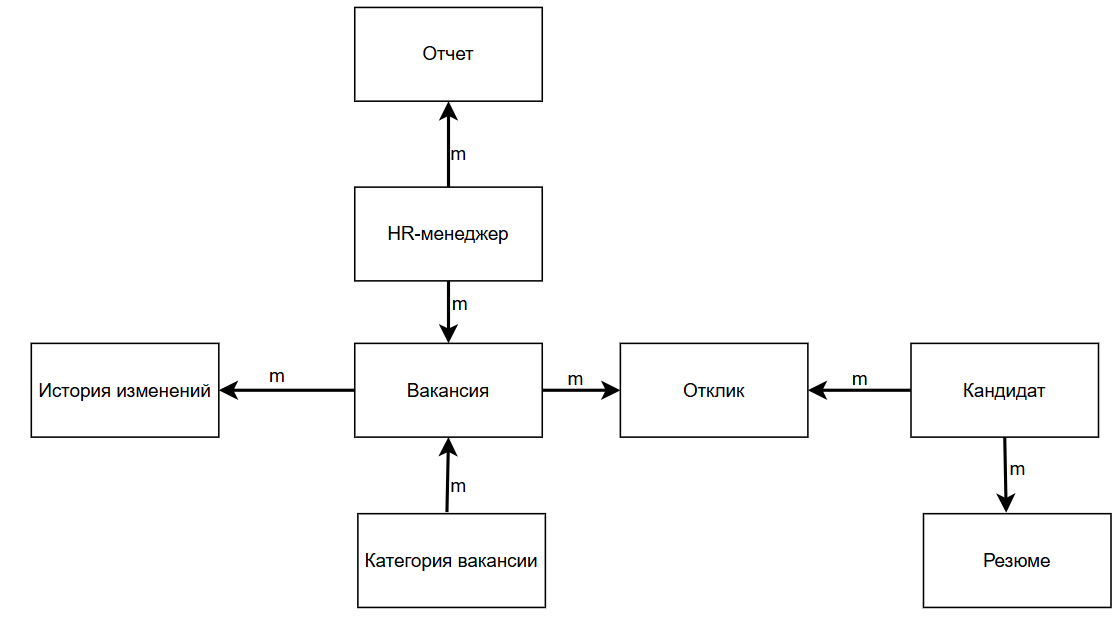 Отчет
m
HR-менеджер
m
История изменений
m
Вакансия
m
Отклик
m
Кандидат
m
m
Категория вакансии
Резюме